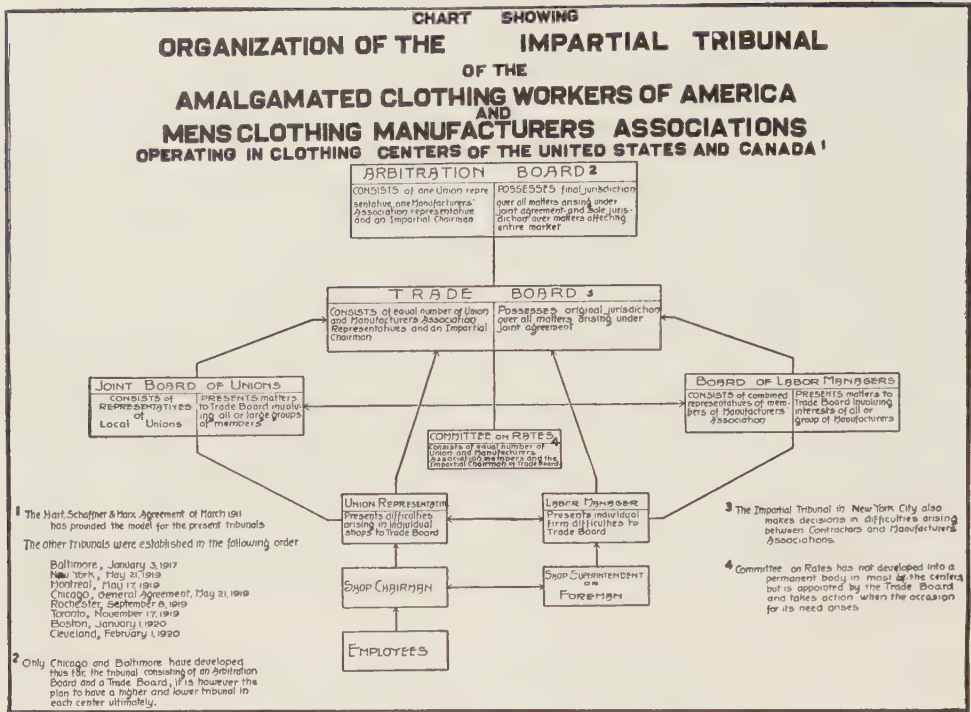 CHART SHOWING
ORGANIZATION OF THE IMPARTIAL TRIBUNAL
OF THE
AMALGAMATED CLOTHING WORKERS OF AMERICA
AND
MENS CLOTHING MANUFACTURERS ASSOCIATIONS
OPERATING IN CLOTHING CENTERS OF THE UNITED STATES AND CANADA 1
ARBITRATION BOARD 2
CONSISTS of one Union repre
sentative, one Manufacturers'
Association representative
and an Impartial Chairman
POSSESSES final jurisdiction
over all matters arising under
joint agreement and sole juris-
diction over matters affecting
entire market
TRADE BOARD 3
CONSISTS of equal number of Union
and Manufacturers Association
Representatives and an Impartial
Chairman
POSSESSES original jurisdiction
over all matters arising under
joint agreement
JOINT BOARD OF UNIONS
CONSISTS of
REPRESENTATIVES
of
Local Unions
PRESENTS matters
to Trade Board involv-
ing all or large groups
of members
BOARD OF LABOR MANAGERS
CONSISTS of combined
representatives of mem-
bers of Manufacturers'
Association
PRESENTS matters to
Trade Board involving
interests of all or
group of Manufacturers
COMMITTEE ON RATES 4
Consists of equal number of
Union and Manufacturers
Association members and the
Impartial Chairman of Trade Board
UNION REPRESENTATIVE
Presents difficulties
arising in individual
shops to Trade Board
LABOR MANAGER
Presents individual
firm difficulties to
Trade Board
SHOP CHAIRMAN
SHOP SUPERINTENDENT
OR
FOREMAN
EMPLOYEES
1 The Hart, Schaffner & Marx Agreement of March 1911
has provided the model for the present tribunals
The other tribunals were established in the following order
Baltimore, January 3, 1917
New York, May 21, 1919
Montreal, May 17, 1919
Chicago, General Agreement, May 21, 1919
Rochester, September 8, 1919
Toronto, November 17, 1919
Boston, January 1, 1920
Cleveland, February 1, 1920
2 Only Chicago and Baltimore have developed
thus far, the tribunal consisting of an Arbitration
Board and a Trade Board, it is however the
plan to have a higher and lower tribunal in
each center ultimately.
3 The Impartial Tribunal in New York City also
makes decisions in difficulties arising
between Contractors and Manufacturers
Associations.
4 Committee on Rates has not developed into a
permanent body in most of the centers,
but is appointed by the Trade Board
and takes action when the occasion
for its need arises